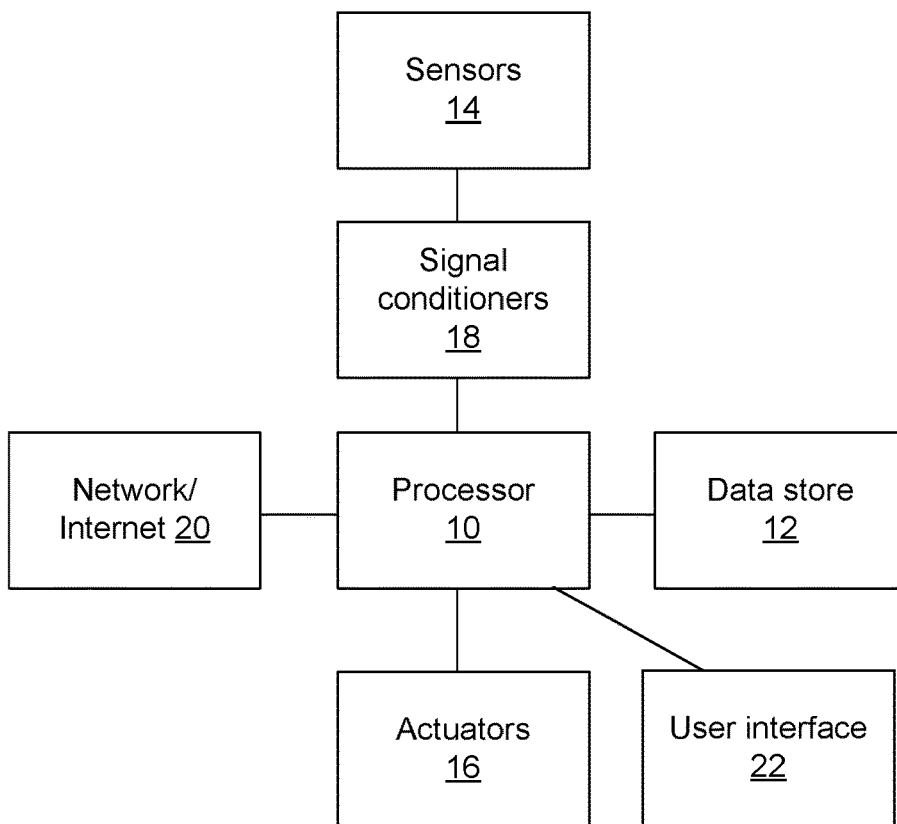 Sensors
14
Signal
conditioners
18
Network/
Internet 20
Processor
10
Data store
12
Actuators
16
User interface
22